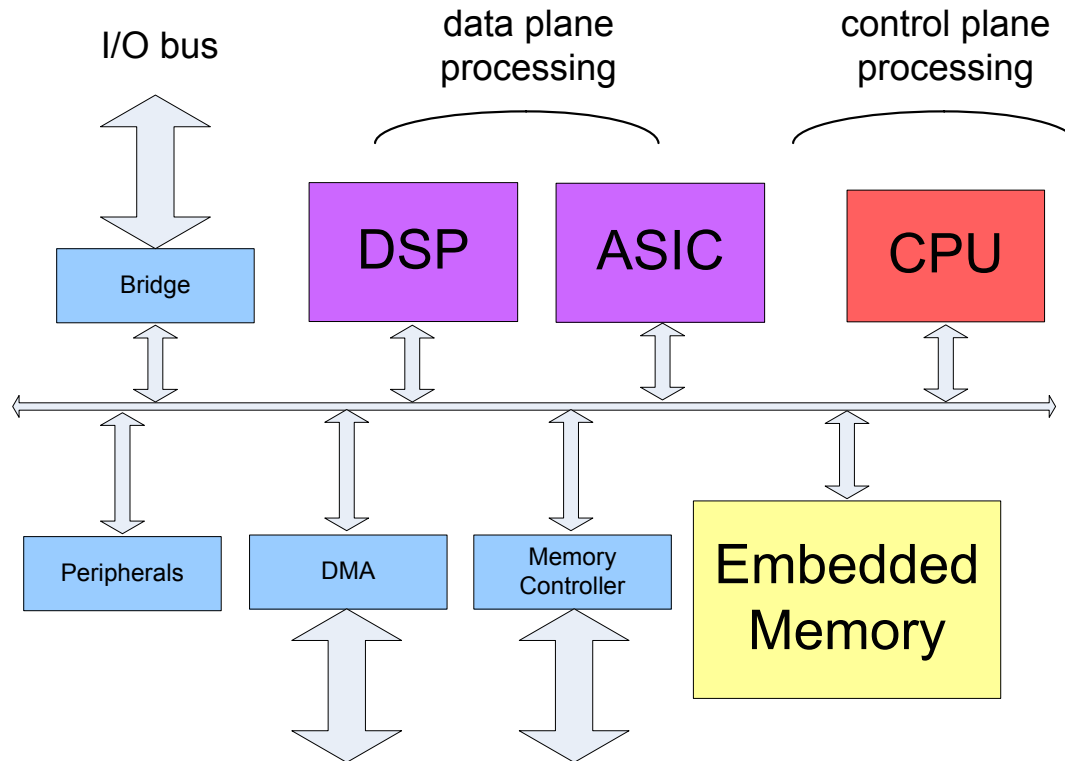 I/O bus
data plane
processing
control plane
processing
DSP
ASIC
CPU
Bridge
Peripherals
DMA
Memory
Controller
Embedded
Memory